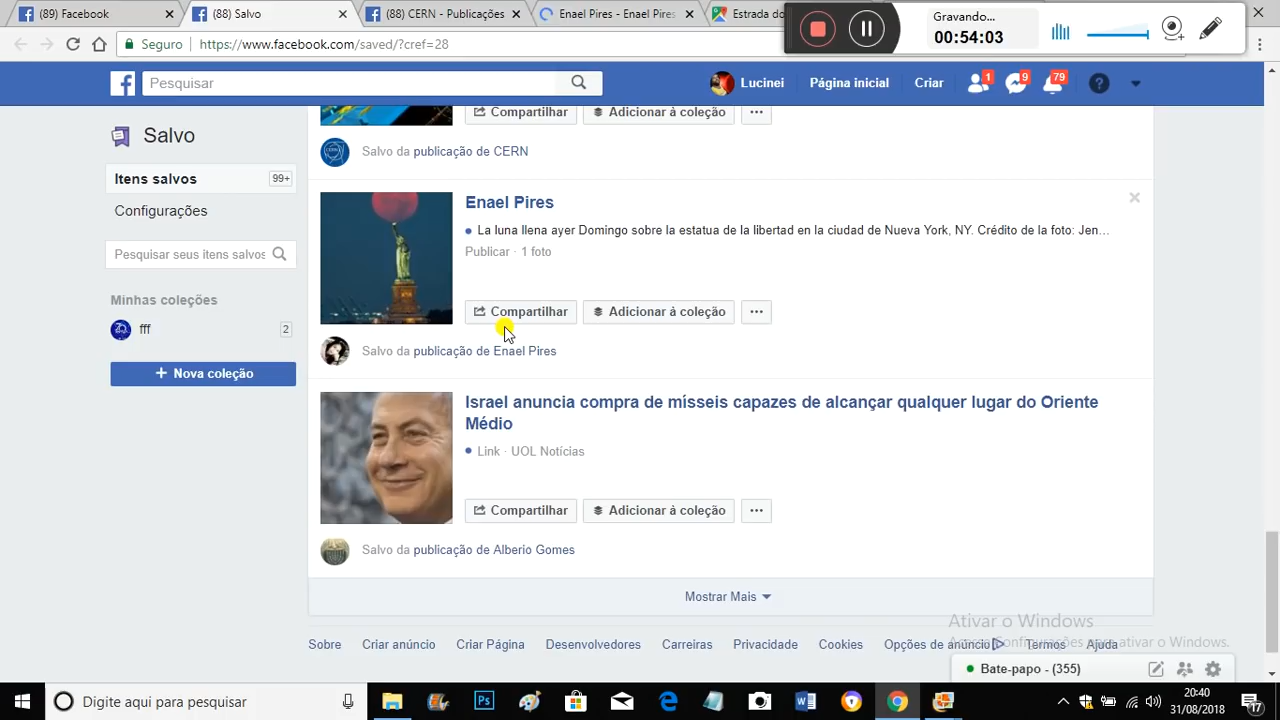 (89) Facebook
(88) Salvo
(88) CERN - Publicações
Enael Pires - Enael Pires
Estrada do
Gravando...
00:54:03
Seguro
https://www.facebook.com/saved/?cref=28
Pesquisar
Lucinei
Página inicial
Criar
1
9
79
Salvo
Itens salvos
99+
Configurações
Pesquisar seus itens salvos
Minhas coleções
fff
2
+ Nova coleção
Compartilhar
Adicionar à coleção
Salvo da publicação de CERN
Enael Pires
La luna llena ayer Domingo sobre la estatua de la libertad en la ciudad de Nueva York, NY. Crédito de la foto: Jen...
Publicar · 1 foto
Compartilhar
Adicionar à coleção
Salvo da publicação de Enael Pires
Israel anuncia compra de mísseis capazes de alcançar qualquer lugar do Oriente
Médio
Link · UOL Notícias
Compartilhar
Adicionar à coleção
Salvo da publicação de Alberio Gomes
Mostrar Mais
Ativar o Windows
Acesse Configurações para ativar o Windows.
Sobre
Criar anúncio
Criar Página
Desenvolvedores
Carreiras
Privacidade
Cookies
Opções de anúncio
Termos
Ajuda
Bate-papo - (355)
Digite aqui para pesquisar
20:40
31/08/2018
17